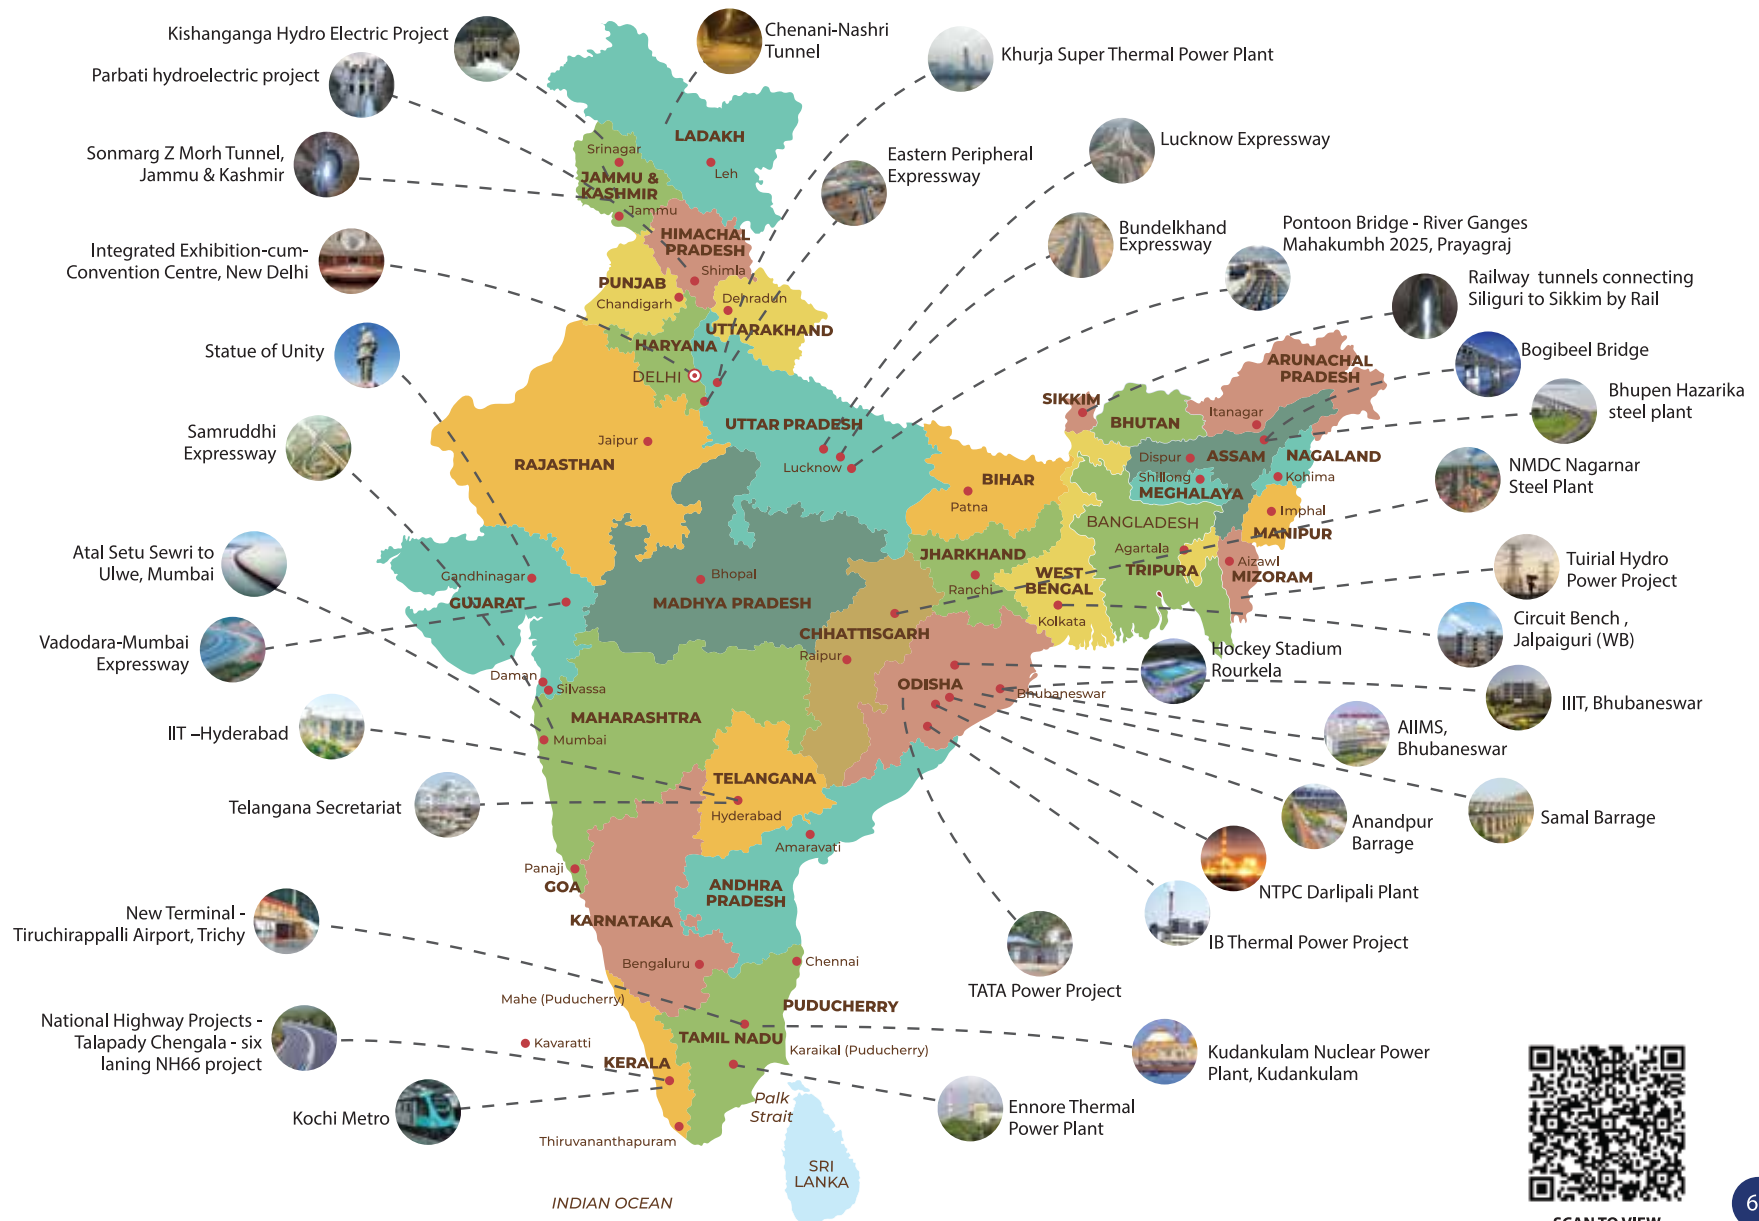 Kishanganga Hydro Electric Project
Chenani-Nashri
Tunnel
Khurja Super Thermal Power Plant
Parbati hydroelectric project
Lucknow Expressway
Sonmarg Z Morh Tunnel,
Jammu & Kashmir
Eastern Peripheral
Expressway
Bundelkhand
Expressway
Pontoon Bridge - River Ganges
Mahakumbh 2025, Prayagraj
Integrated Exhibition-cum-
Convention Centre, New Delhi
Railway tunnels connecting
Siliguri to Sikkim by Rail
Statue of Unity
Bogibeel Bridge
Bhupen Hazarika
steel plant
Samruddhi
Expressway
NMDC Nagarnar
Steel Plant
Atal Setu Sewri to
Ulwe, Mumbai
Tuirial Hydro
Power Project
Vadodara-Mumbai
Expressway
Circuit Bench ,
Jalpaiguri (WB)
Hockey Stadium
Rourkela
IIIT, Bhubaneswar
IIT –Hyderabad
AIIMS,
Bhubaneswar
Telangana Secretariat
Samal Barrage
Anandpur
Barrage
NTPC Darlipali Plant
New Terminal -
Tiruchirappalli Airport, Trichy
IB Thermal Power Project
TATA Power Project
National Highway Projects -
Talapady Chengala - six
laning NH66 project
Kudankulam Nuclear Power
Plant, Kudankulam
Kochi Metro
Ennore Thermal
Power Plant
LADAKH
Leh
Srinagar
JAMMU &
KASHMIR
Jammu
HIMACHAL
PRADESH
Shimla
PUNJAB
Chandigarh
Dehradun
UTTARAKHAND
HARYANA
DELHI
UTTAR PRADESH
Lucknow
Jaipur
RAJASTHAN
BIHAR
Patna
SIKKIM
BHUTAN
ARUNACHAL
PRADESH
Itanagar
Dispur
ASSAM
NAGALAND
Shillong
Kohima
MEGHALAYA
BANGLADESH
Imphal
MANIPUR
Agartala
TRIPURA
Aizawl
MIZORAM
JHARKHAND
Ranchi
WEST
BENGAL
Kolkata
Gandhinagar
GUJARAT
Bhopal
MADHYA PRADESH
CHHATTISGARH
Raipur
ODISHA
Bhubaneswar
Daman
Silvassa
MAHARASHTRA
Mumbai
TELANGANA
Hyderabad
Amaravati
Panaji
GOA
ANDHRA
PRADESH
KARNATAKA
Bengaluru
Chennai
Mahe (Puducherry)
PUDUCHERRY
TAMIL NADU
Karaikal (Puducherry)
Kavaratti
KERALA
Palk
Strait
Thiruvananthapuram
SRI
LANKA
INDIAN OCEAN
SCAN TO VIEW
6